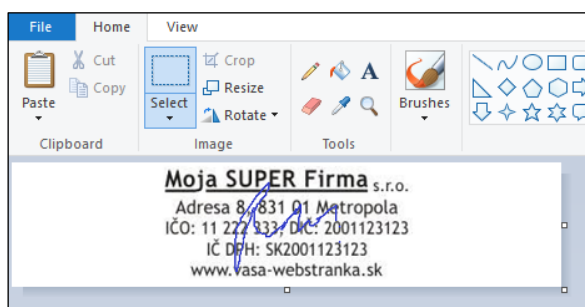 File Home View
Cut
Copy
Paste
Clipboard
Crop
Resize
Rotate
Select
Image
Tools
Brushes
Moja SUPER Firma s.r.o.
Adresa 8, 831 01 Metropola
IČO: 11 222 333, DIČ: 2001123123
IČ DPH: SK2001123123
www.vasa-webstranka.sk